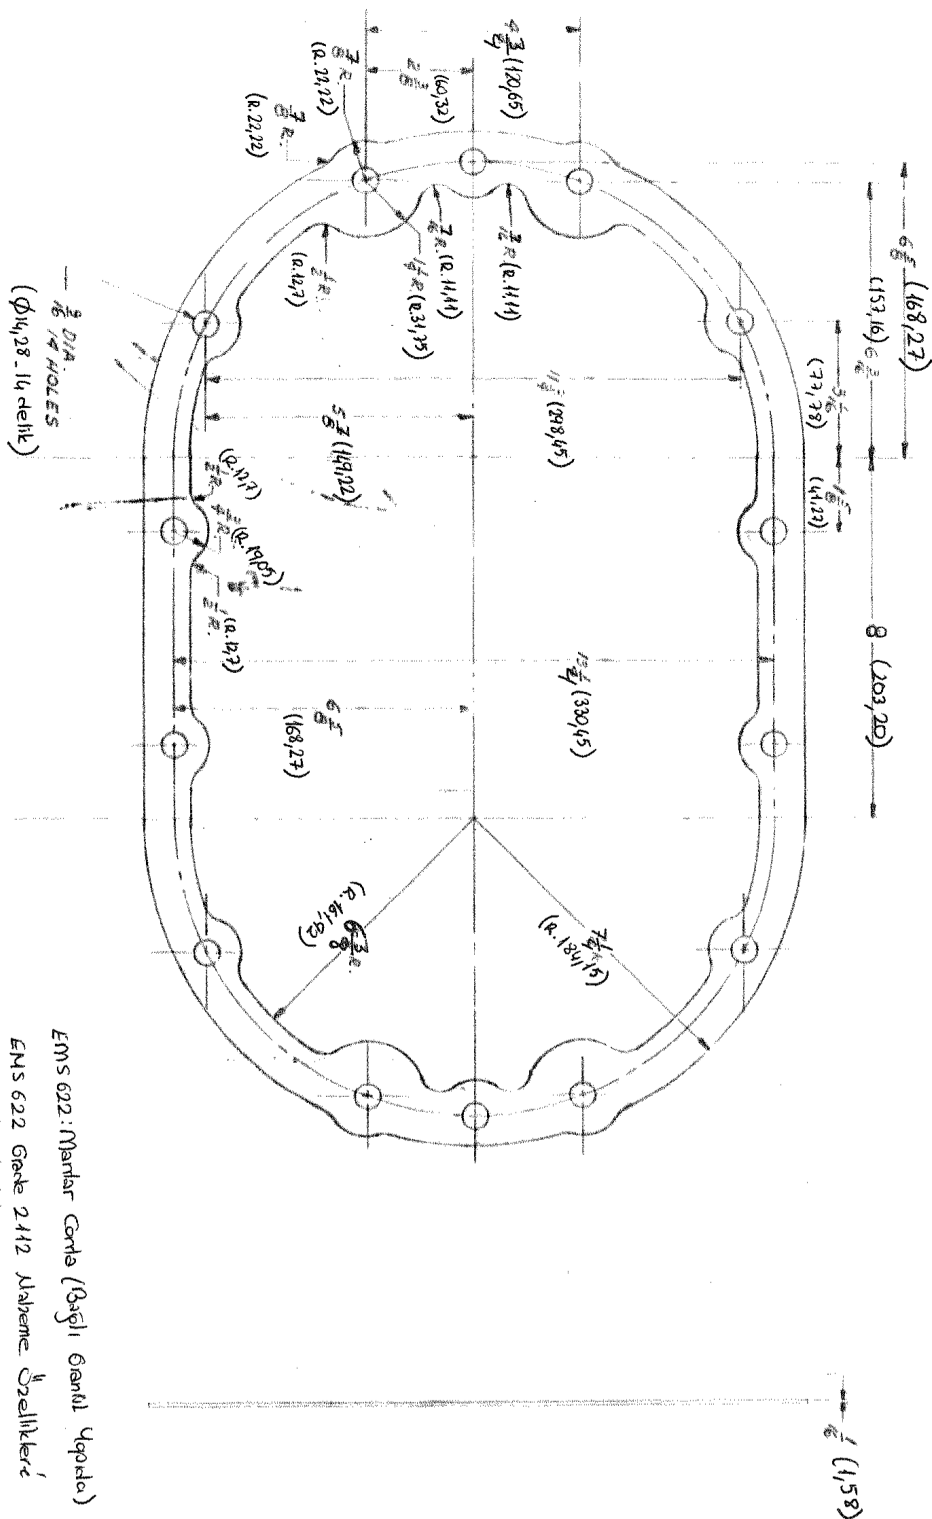 4 3/4 (120,65)
2 3/8
(60,32)
7/8 R.
(R.22,22)
7/8 R.
(R.22,22)
6 5/8 (168,27)
(157,16) 6 3/16
3 1/16
(77,78)
1 5/8
(41,27)
8 (203,20)
7/16 R (R.11,11)
7/16 R. (R.11,11)
1 1/4 R (R.31,75)
1/2 R.
(R.12,7)
9/16 DIA.
14 HOLES
(Ø14,28-14 delik)
11 3/4 (298,45)
5 7/8 (149,22)
(R.12,7)
1/2 R.
3/4 R.
(R.19,05)
1/2 R.
(R.12,7)
13 1/4 (330,45)
6 5/8
(168,27)
6 3/8 R.
(R.161,92)
7 1/4 R
(R.184,15)
1/16 (1,58)
EMS 622: Mantar Conta (Bağlı Granül Yapıda)
EMS 622 Grade 2112 Malzeme Özellikleri